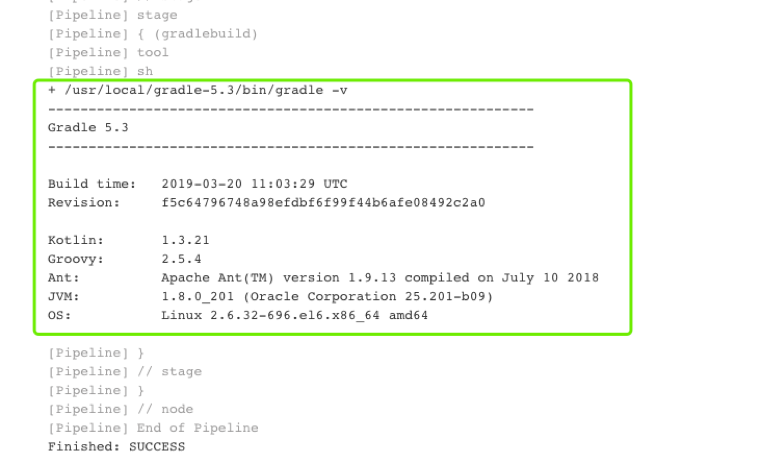 [Pipeline] stage
[Pipeline] { (gradlebuild)
[Pipeline] tool
[Pipeline] sh
+ /usr/local/gradle-5.3/bin/gradle -v
------------------------------------------------------------
Gradle 5.3
------------------------------------------------------------
Build time:   2019-03-20 11:03:29 UTC
Revision:     f5c64796748a98efdbf6f99f44b6afe08492c2a0
Kotlin:       1.3.21
Groovy:       2.5.4
Ant:          Apache Ant(TM) version 1.9.13 compiled on July 10 2018
JVM:          1.8.0_201 (Oracle Corporation 25.201-b09)
OS:           Linux 2.6.32-696.el6.x86_64 amd64
[Pipeline] }
[Pipeline] // stage
[Pipeline] }
[Pipeline] // node
[Pipeline] End of Pipeline
Finished: SUCCESS